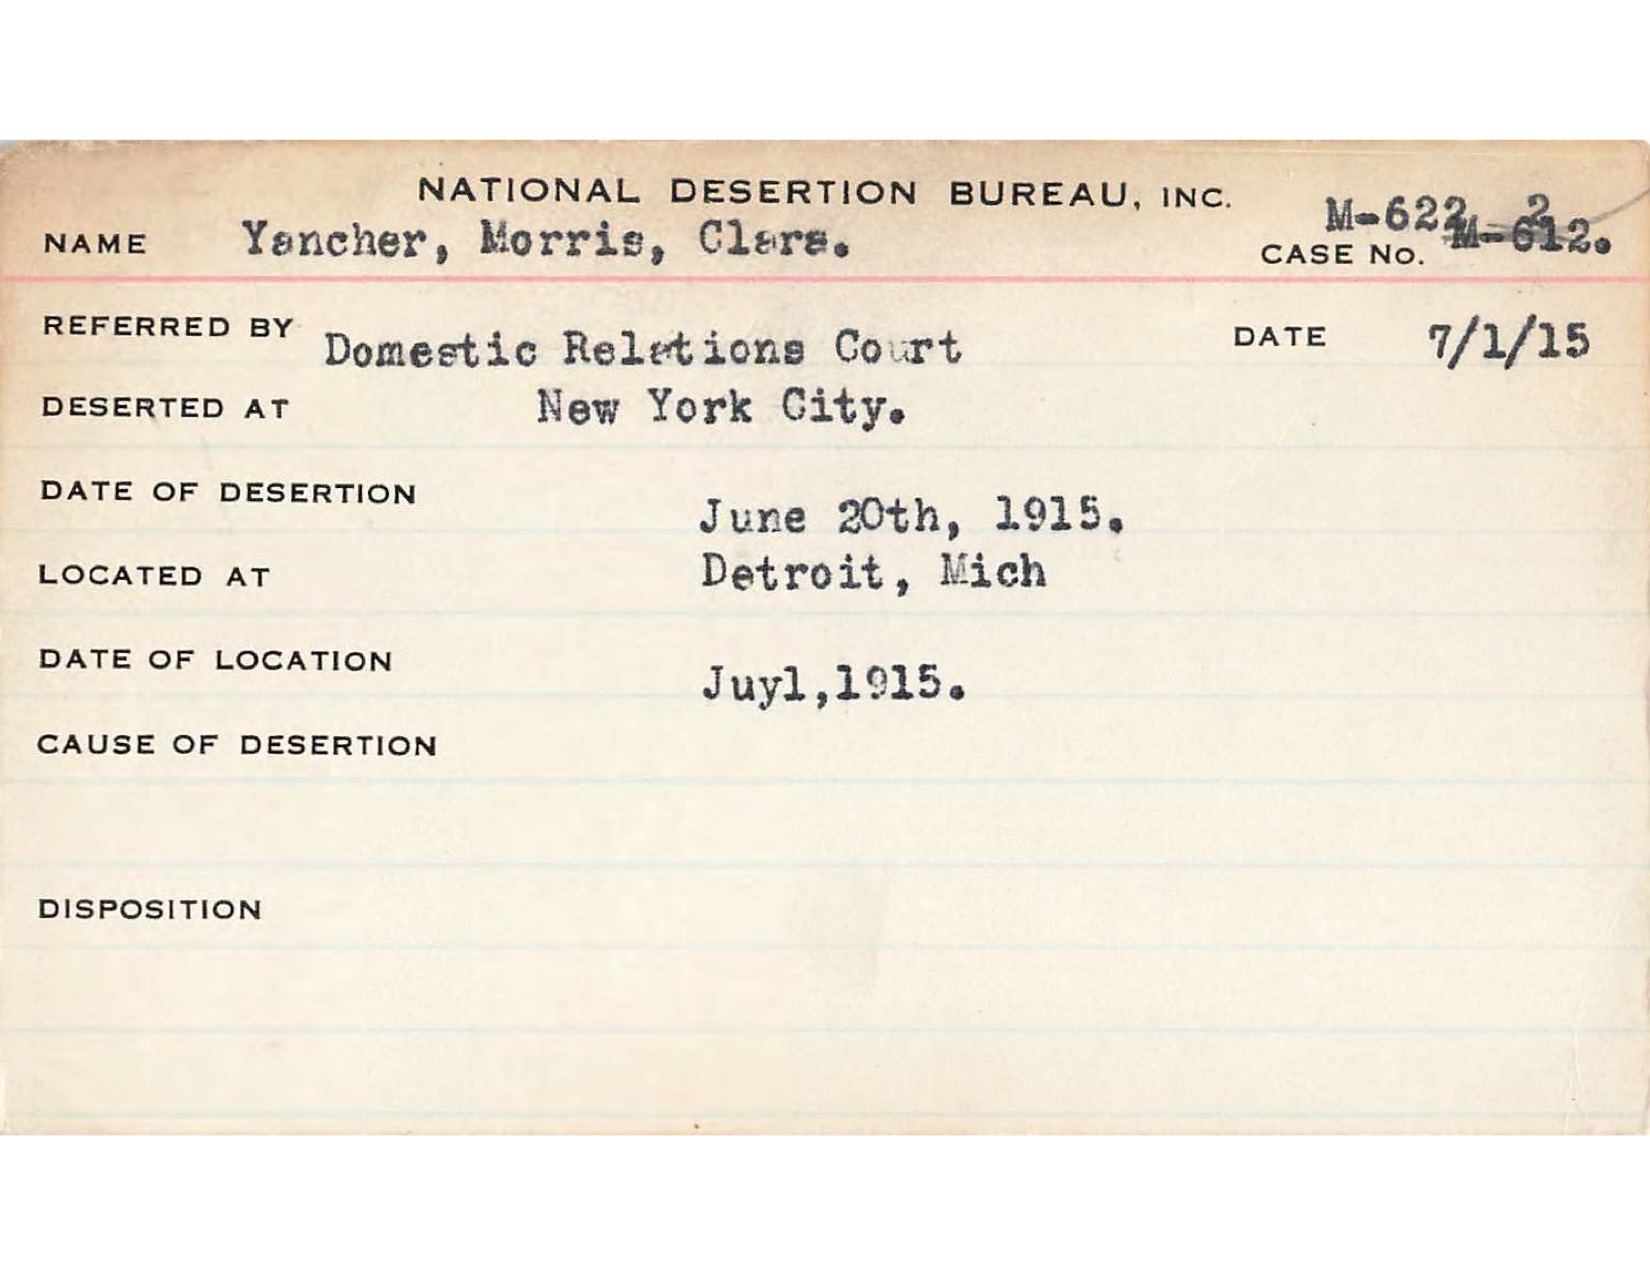 NATIONAL DESERTION BUREAU, INC.
NAME Yancher, Morris, Clara. M-622
CASE No. M-612. 2
REFERRED BY Domestic Relations Court DATE 7/1/15
DESERTED AT New York City.
DATE OF DESERTION June 20th, 1915.
LOCATED AT Detroit, Mich
DATE OF LOCATION Juyl,1915.
CAUSE OF DESERTION
DISPOSITION